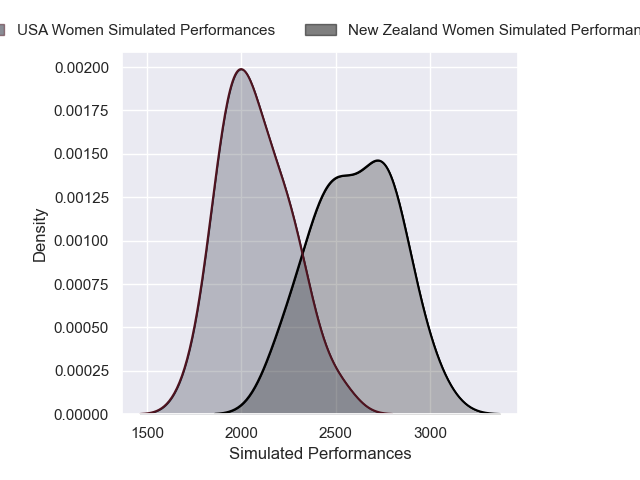 USA Women Simulated Performances
New Zealand Women Simulated Performan
0.00200
0.00175
0.00150
0.00125
0.00100
0.00075
0.00050
0.00025
0.00000
Density
1500 2000 2500 3000
Simulated Performances